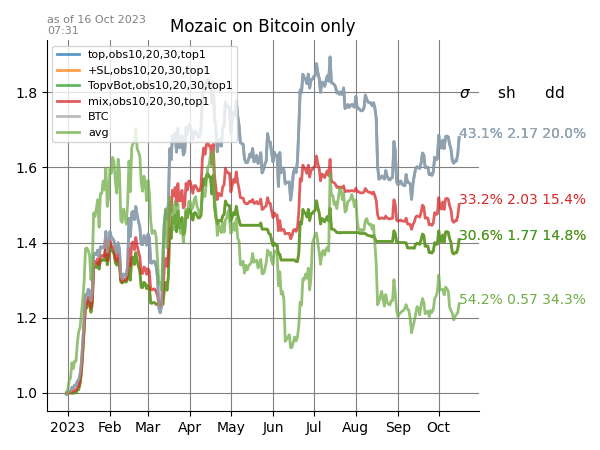 as of 16 Oct 2023
07:31
Mozaic on Bitcoin only
top,obs10,20,30,top1
+SL,obs10,20,30,top1
TopvBot,obs10,20,30,top1
mix,obs10,20,30,top1
BTC
avg
σ sh dd
43.1% 2.17 20.0%
33.2% 2.03 15.4%
30.6% 1.77 14.8%
54.2% 0.57 34.3%
1.8
1.6
1.4
1.2
1.0
2023 Feb Mar Apr May Jun Jul Aug Sep Oct